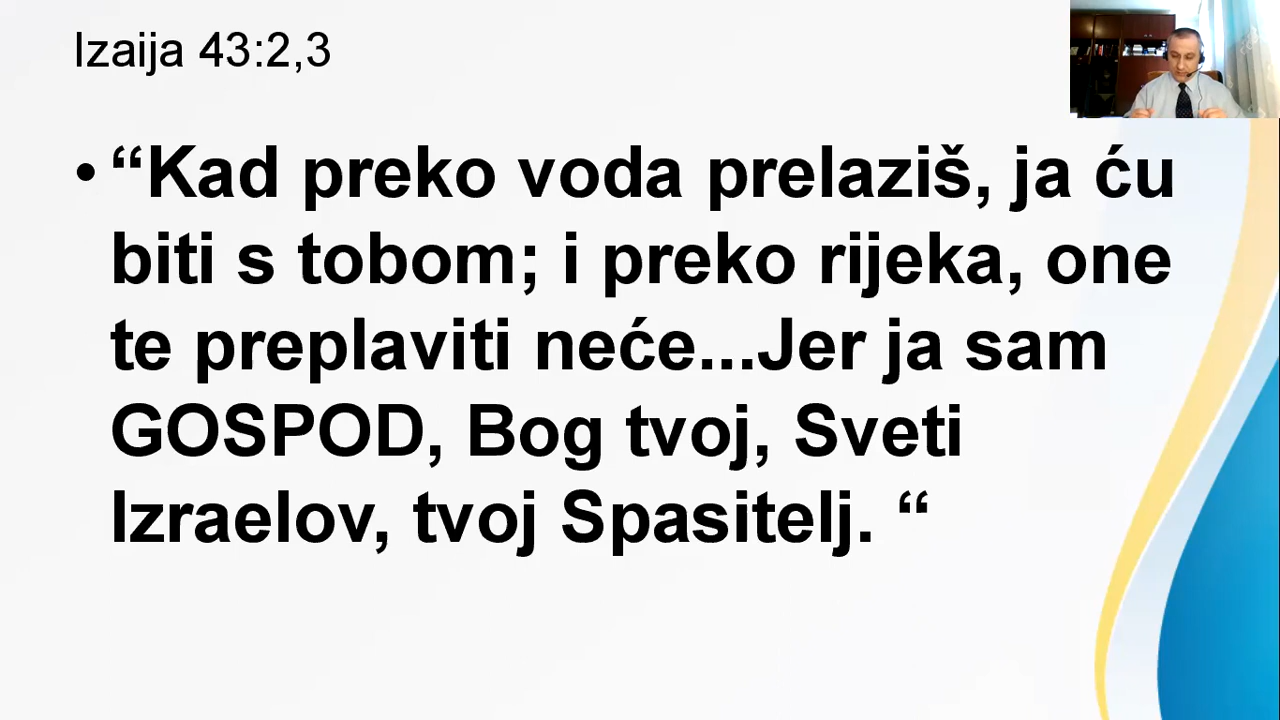 Izaija 43:2,3
• “Kad preko voda prelaziš, ja ću
biti s tobom; i preko rijeka, one
te preplaviti neće...Jer ja sam
GOSPOD, Bog tvoj, Sveti
Izraelov, tvoj Spasitelj. “